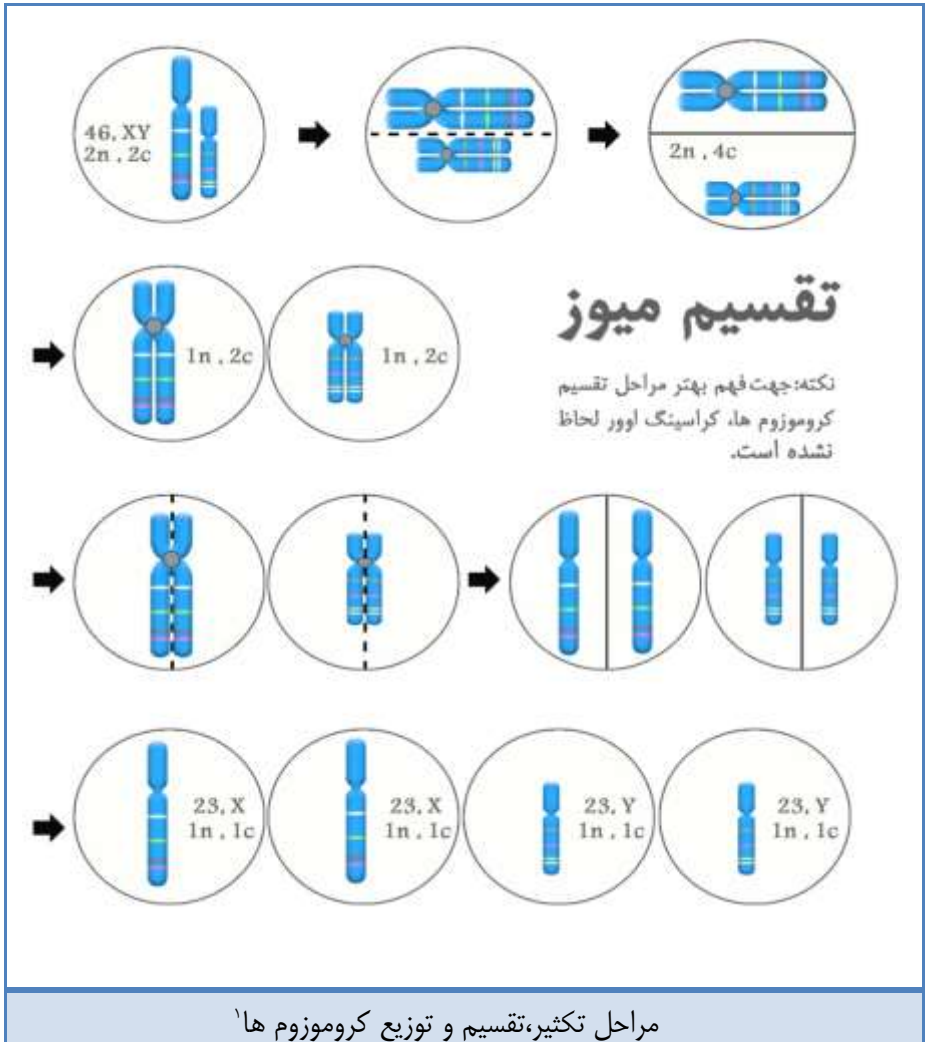 46, XY
2n , 2c
2n , 4c
1n , 2c
1n , 2c
تقسیم میوز
نکته:جهت فهم بهتر مراحل تقسیم
کروموزوم ها، کراسینگ اوور لحاظ
نشده است.
23, X
1n , 1c
23, X
1n , 1c
23, Y
1n , 1c
23, Y
1n , 1c
مراحل تکثیر،تقسیم و توزیع کروموزوم ها۱